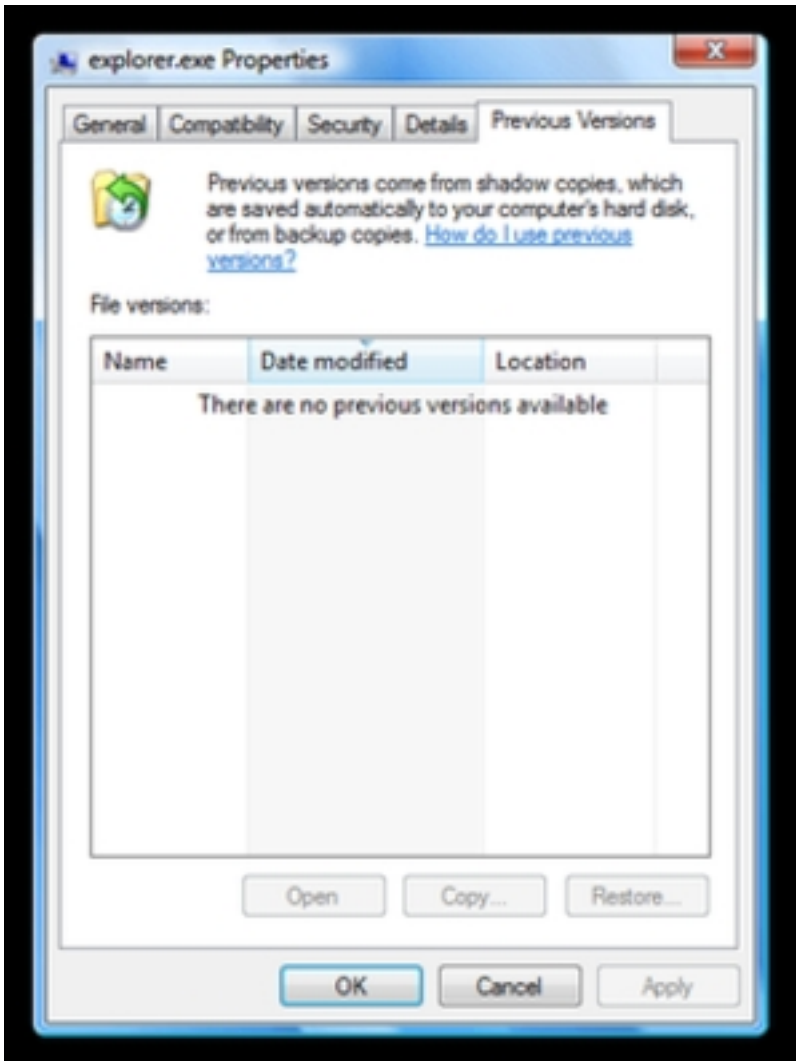 explorer.exe Properties
X
General Compatibility Security Details Previous Versions
Previous versions come from shadow copies, which
are saved automatically to your computer's hard disk,
or from backup copies. How do I use previous
versions?
File versions:
Name Date modified Location
There are no previous versions available
Open Copy... Restore...
OK Cancel Apply